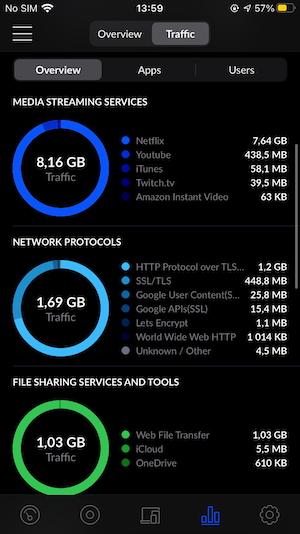 No SIM 13:59 57%
Overview Traffic
Overview Apps Users
MEDIA STREAMING SERVICES
8,16 GB
Traffic
Netflix 7,64 GB
Youtube 438,5 MB
iTunes 58,1 MB
Twitch.tv 39,5 MB
Amazon Instant Video 63 KB
NETWORK PROTOCOLS
1,69 GB
Traffic
HTTP Protocol over TLS... 1,2 GB
SSL/TLS 448,8 MB
Google User Content(S... 25,8 MB
Google APIs(SSL) 15,4 MB
Lets Encrypt 1,1 MB
World Wide Web HTTP 1 014 KB
Unknown / Other 4,5 MB
FILE SHARING SERVICES AND TOOLS
1,03 GB
Traffic
Web File Transfer 1,03 GB
iCloud 5,5 MB
OneDrive 610 KB